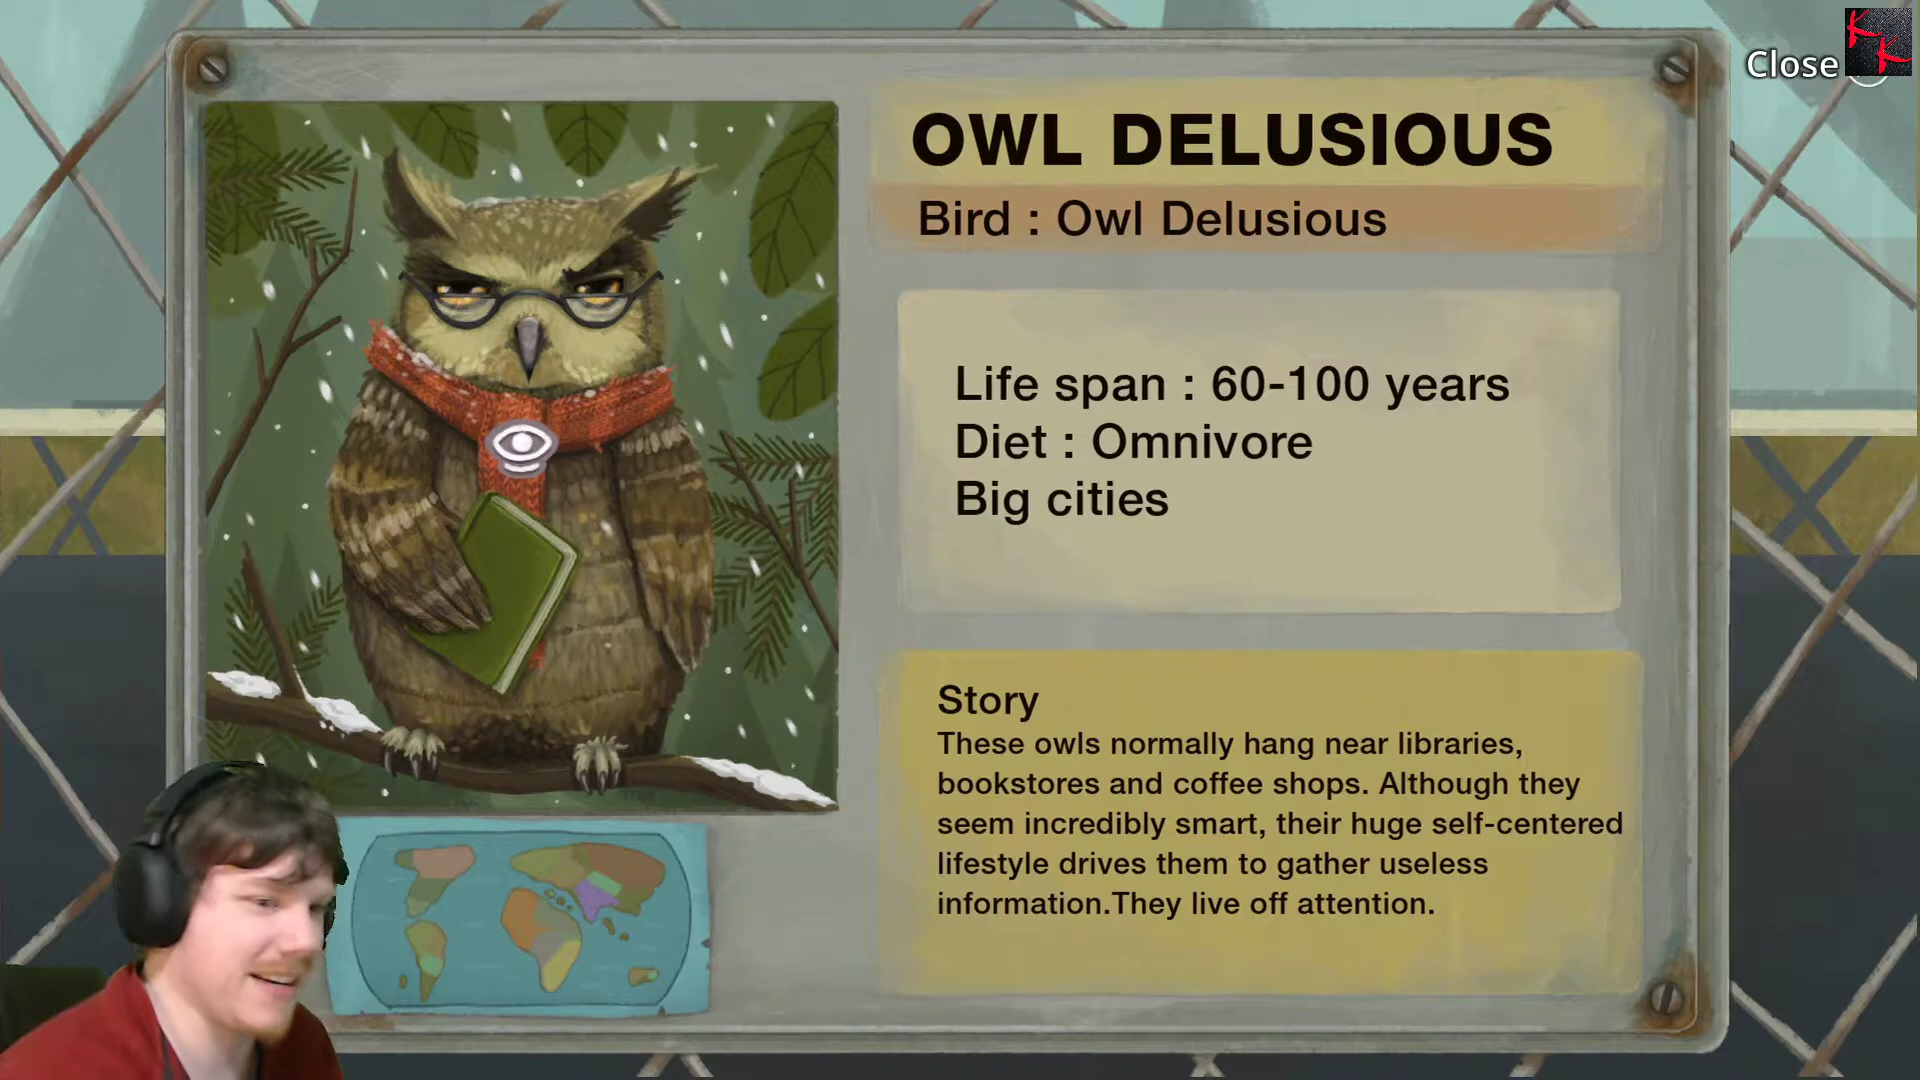 Close
KK
OWL DELUSIOUS
Bird : Owl Delusious
Life span : 60-100 years
Diet : Omnivore
Big cities
Story
These owls normally hang near libraries,
bookstores and coffee shops. Although they
seem incredibly smart, their huge self-centered
lifestyle drives them to gather useless
information.They live off attention.